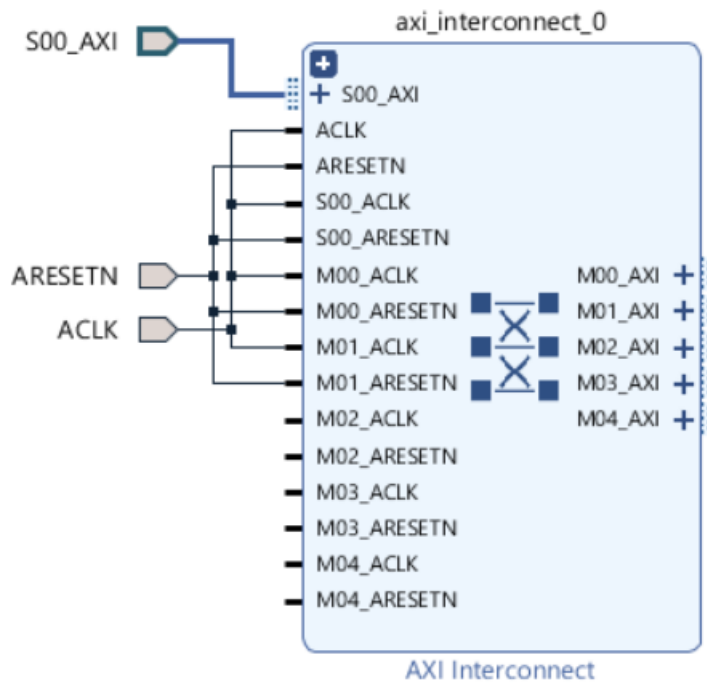 axi_interconnect_0
S00_AXI
S00_AXI
ACLK
ARESETN
S00_ACLK
S00_ARESETN
ARESETN
M00_ACLK
M00_AXI
M00_ARESETN
M01_AXI
ACLK
M01_ACLK
M02_AXI
M01_ARESETN
M03_AXI
M02_ACLK
M04_AXI
M02_ARESETN
M03_ACLK
M03_ARESETN
M04_ACLK
M04_ARESETN
AXI Interconnect